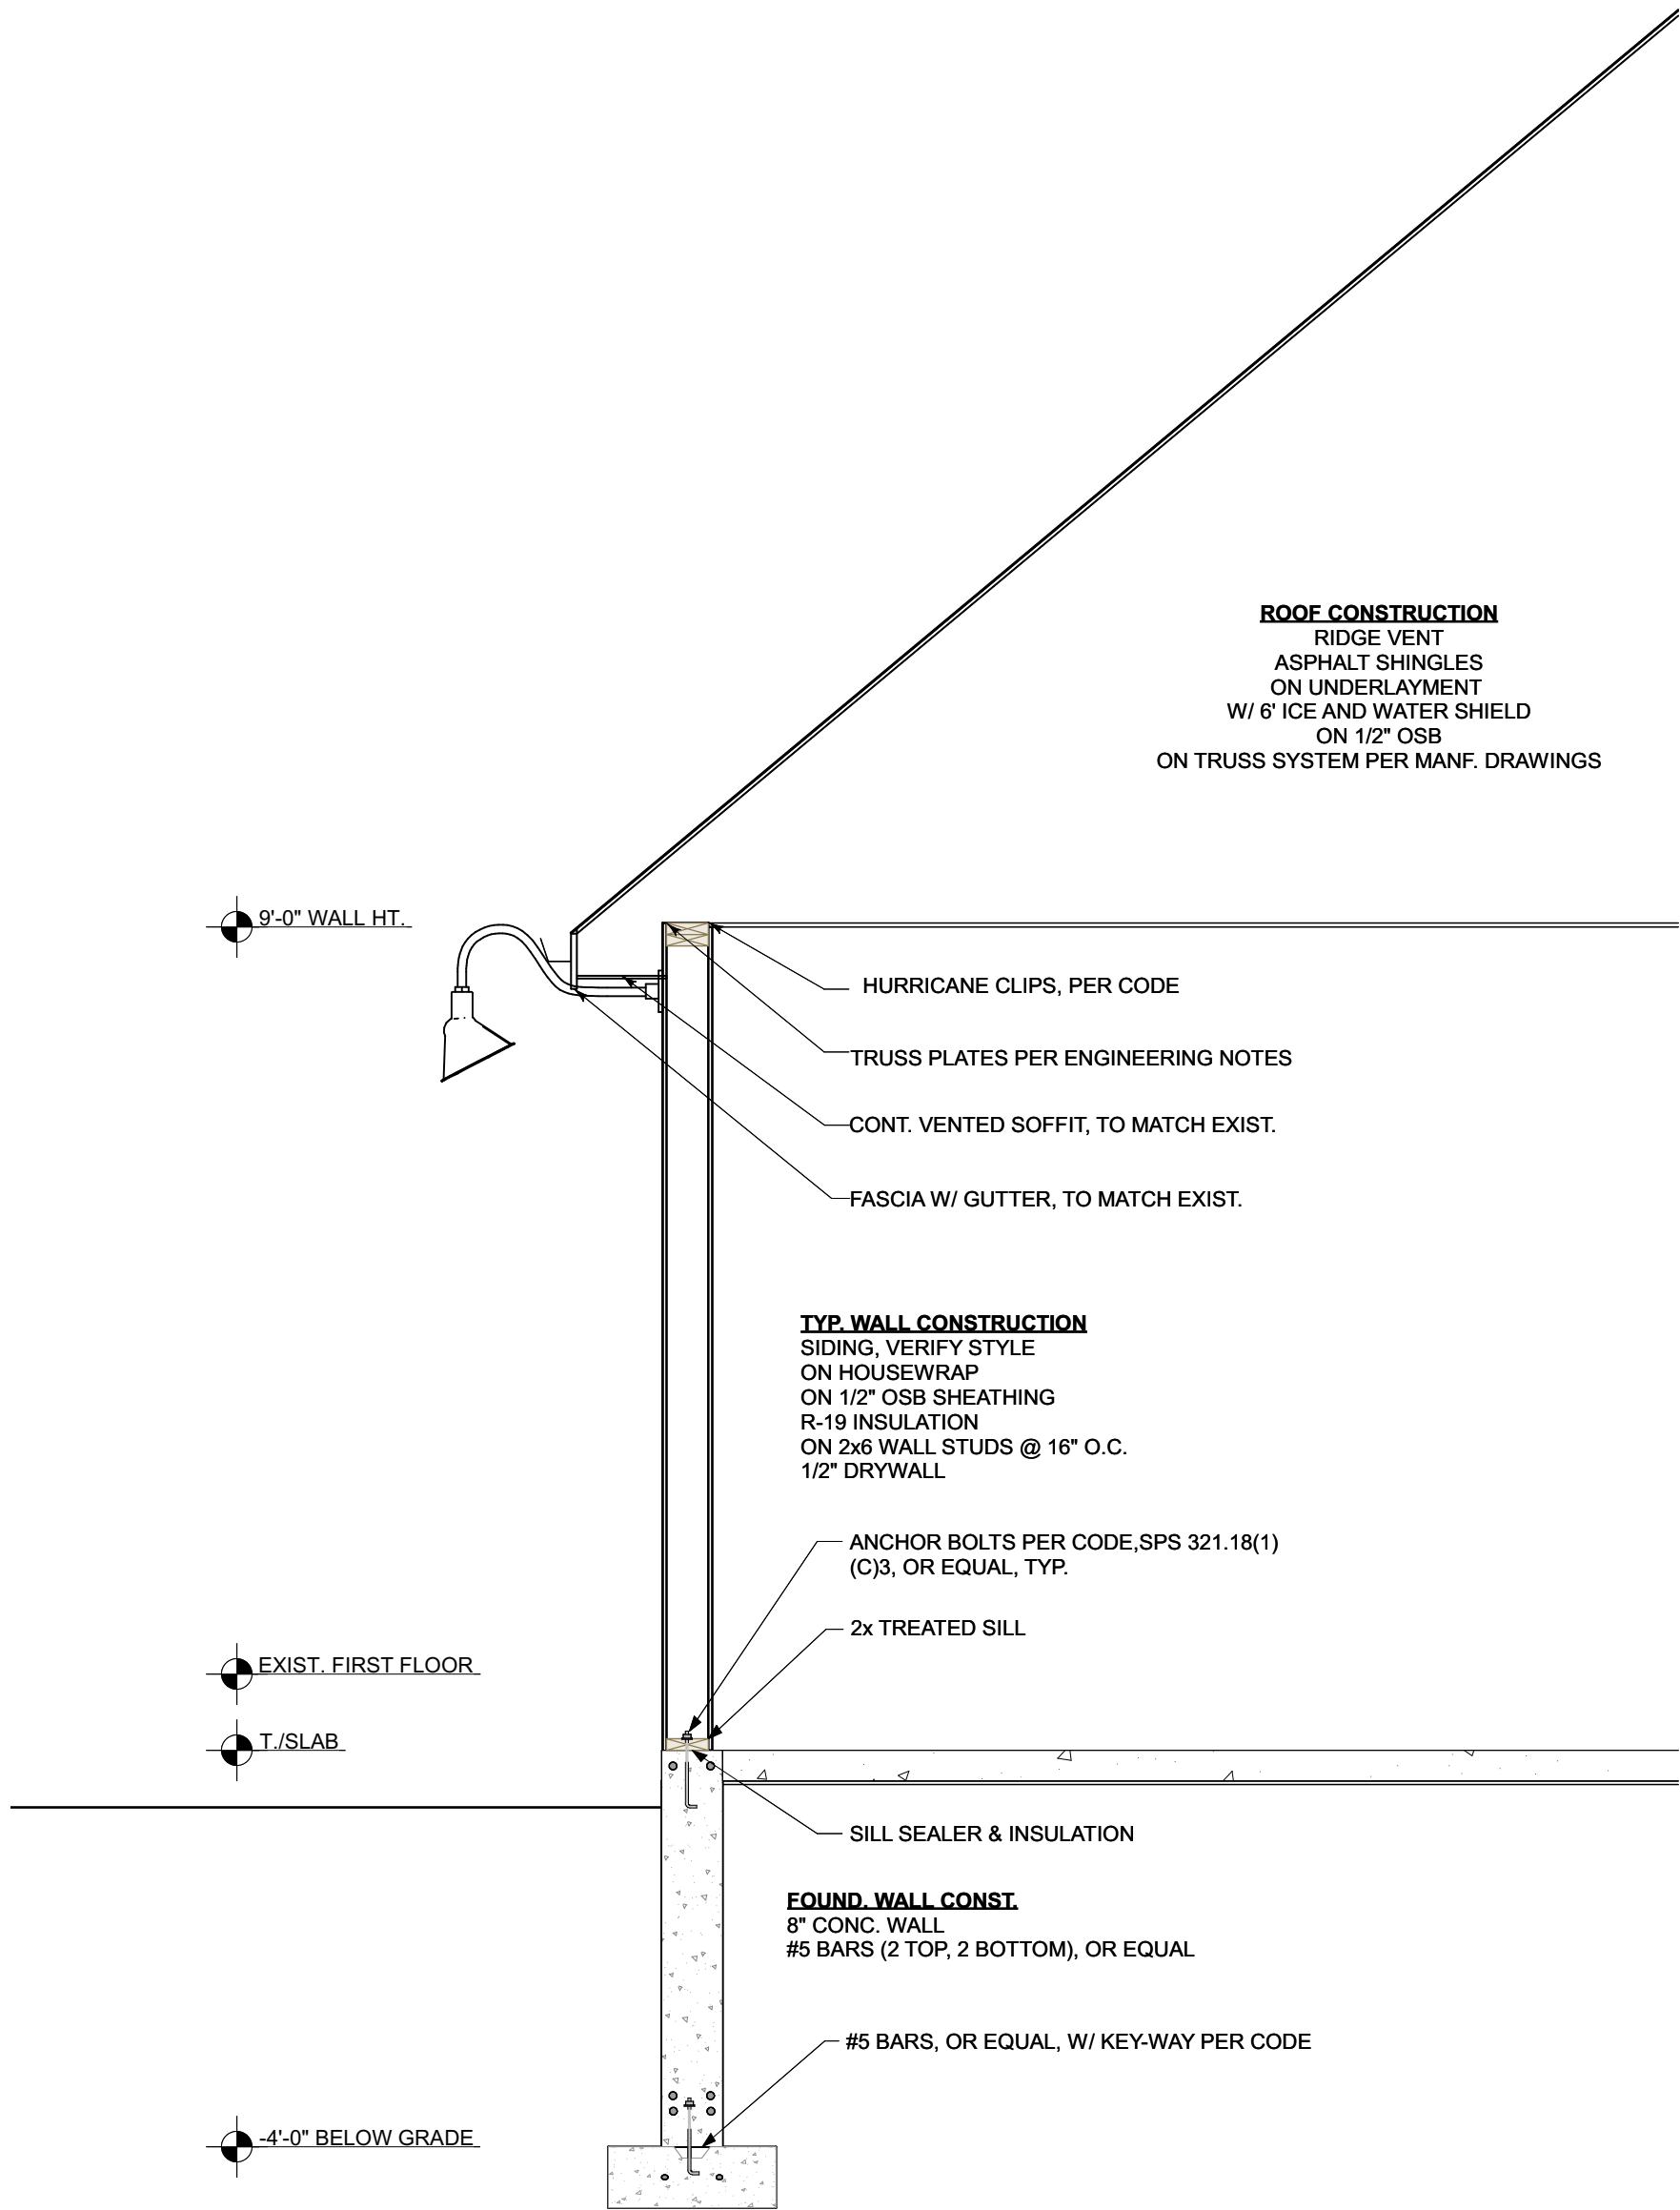 ROOF CONSTRUCTION
RIDGE VENT
ASPHALT SHINGLES
ON UNDERLAYMENT
W/ 6' ICE AND WATER SHIELD
ON 1/2" OSB
ON TRUSS SYSTEM PER MANF. DRAWINGS
9'-0" WALL HT.
HURRICANE CLIPS, PER CODE
TRUSS PLATES PER ENGINEERING NOTES
CONT. VENTED SOFFIT, TO MATCH EXIST.
FASCIA W/ GUTTER, TO MATCH EXIST.
TYP. WALL CONSTRUCTION
SIDING, VERIFY STYLE
ON HOUSEWRAP
ON 1/2" OSB SHEATHING
R-19 INSULATION
ON 2x6 WALL STUDS @ 16" O.C.
1/2" DRYWALL
ANCHOR BOLTS PER CODE,SPS 321.18(1)
(C)3, OR EQUAL, TYP.
2x TREATED SILL
EXIST. FIRST FLOOR
T./SLAB
SILL SEALER & INSULATION
FOUND. WALL CONST.
8" CONC. WALL
#5 BARS (2 TOP, 2 BOTTOM), OR EQUAL
#5 BARS, OR EQUAL, W/ KEY-WAY PER CODE
-4'-0" BELOW GRADE